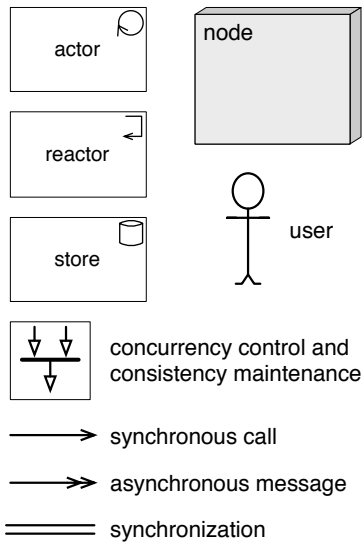 actor
node
reactor
user
store
concurrency control and
consistency maintenance
synchronous call
asynchronous message
synchronization